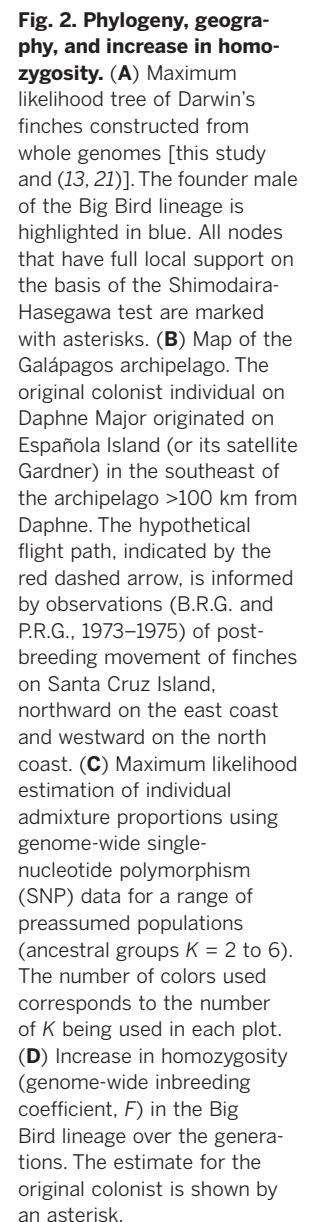 Fig. 2. Phylogeny, geogra-
phy, and increase in homo-
zygosity. (A) Maximum
likelihood tree of Darwin's
finches constructed from
whole genomes [this study
and (13, 21)]. The founder male
of the Big Bird lineage is
highlighted in blue. All nodes
that have full local support on
the basis of the Shimodaira-
Hasegawa test are marked
with asterisks. (B) Map of the
Galápagos archipelago. The
original colonist individual on
Daphne Major originated on
Española Island (or its satellite
Gardner) in the southeast of
the archipelago >100 km from
Daphne. The hypothetical
flight path, indicated by the
red dashed arrow, is informed
by observations (B.R.G. and
P.R.G., 1973–1975) of post-
breeding movement of finches
on Santa Cruz Island,
northward on the east coast
and westward on the north
coast. (C) Maximum likelihood
estimation of individual
admixture proportions using
genome-wide single-
nucleotide polymorphism
(SNP) data for a range of
preassumed populations
(ancestral groups K = 2 to 6).
The number of colors used
corresponds to the number
of K being used in each plot.
(D) Increase in homozygosity
(genome-wide inbreeding
coefficient, F) in the Big
Bird lineage over the genera-
tions. The estimate for the
original colonist is shown by
an asterisk.